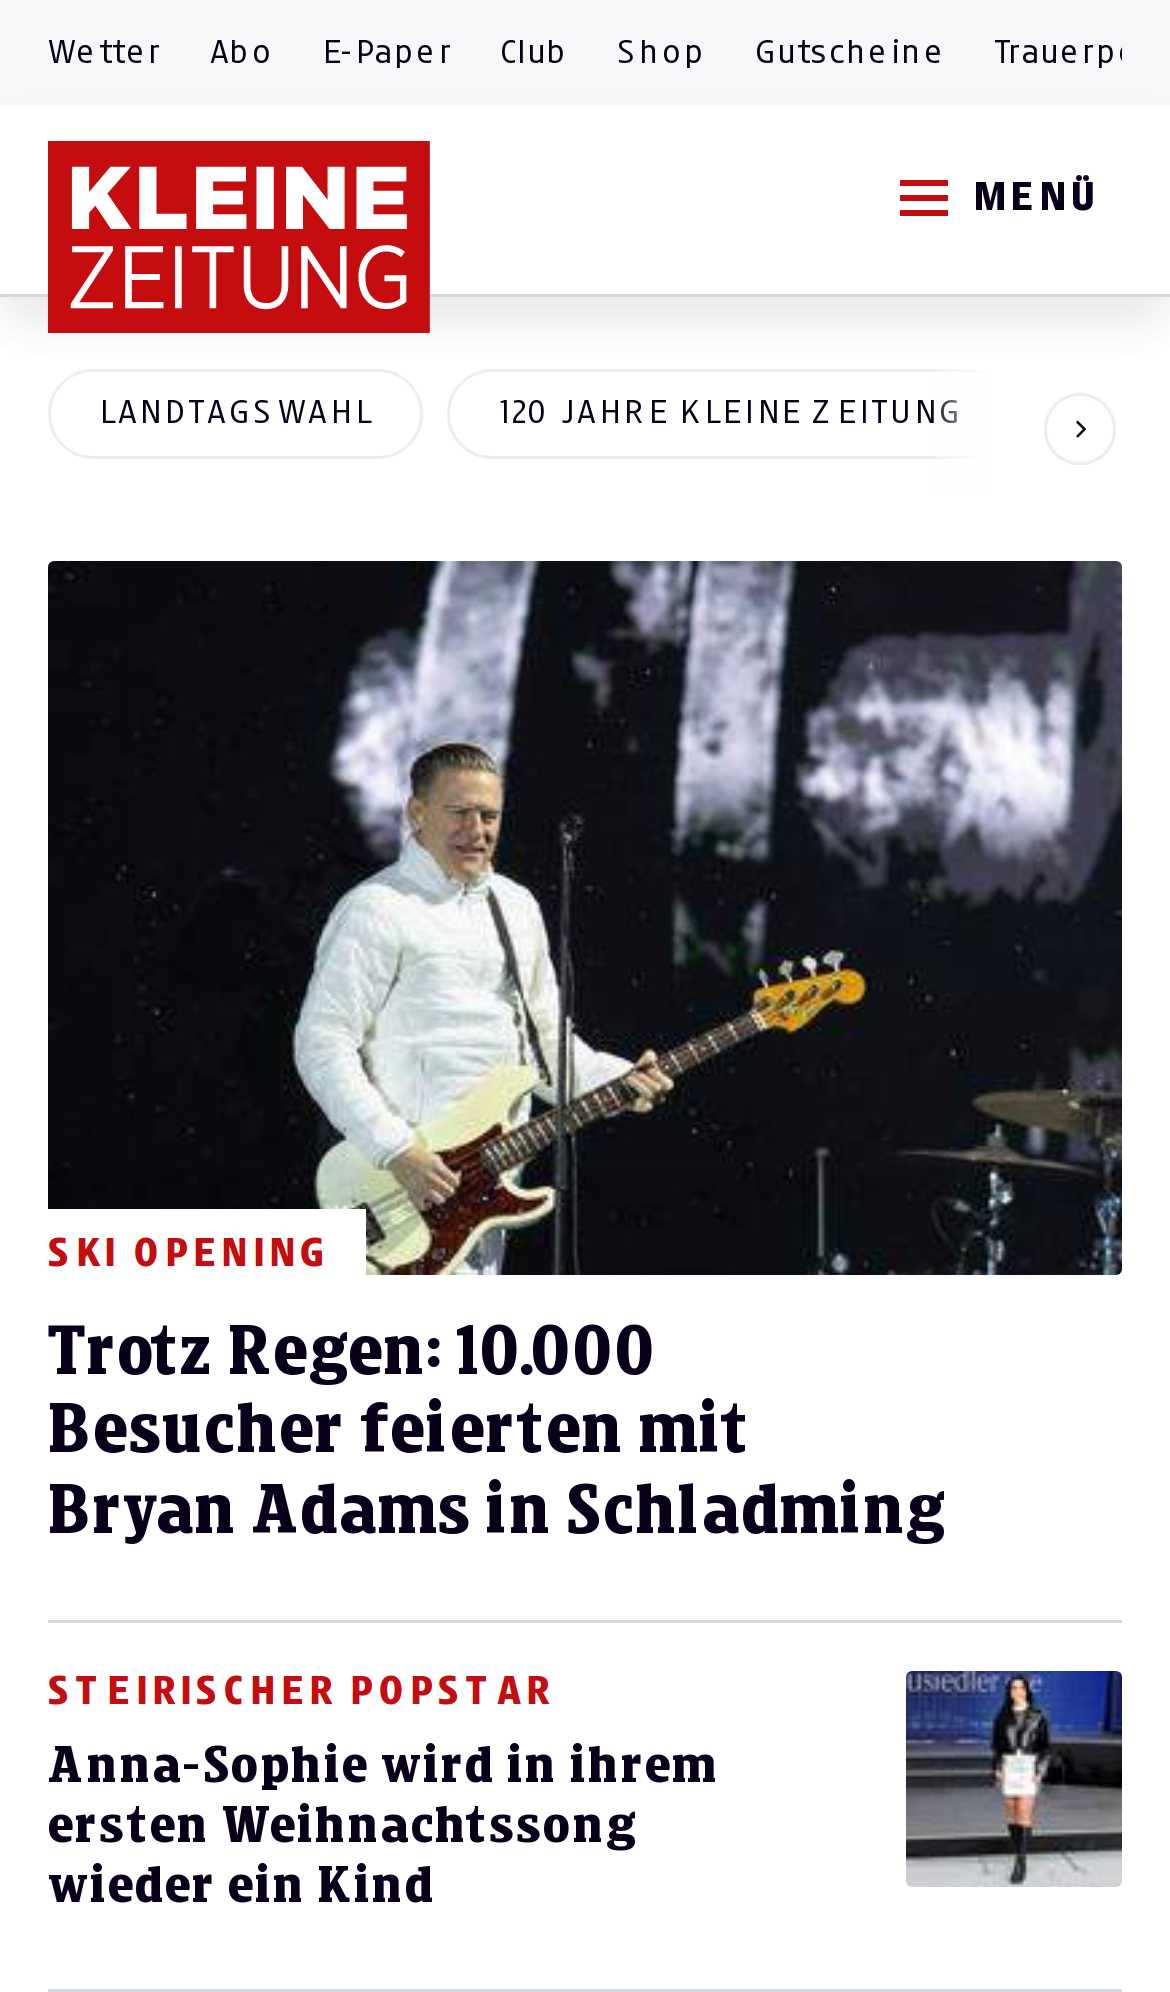 Wetter Abo E-Paper Club Shop Gutscheine
KLEINE
ZEITUNG
MENÜ
LANDTAGSWAHL 120 JAHRE KLEINE ZEITUNG
SKI OPENING
Trotz Regen: 10.000
Besucher feierten mit
Bryan Adams in Schladming
STEIRISCHER POPSTAR
Anna-Sophie wird in ihrem
ersten Weihnachtssong
wieder ein Kind